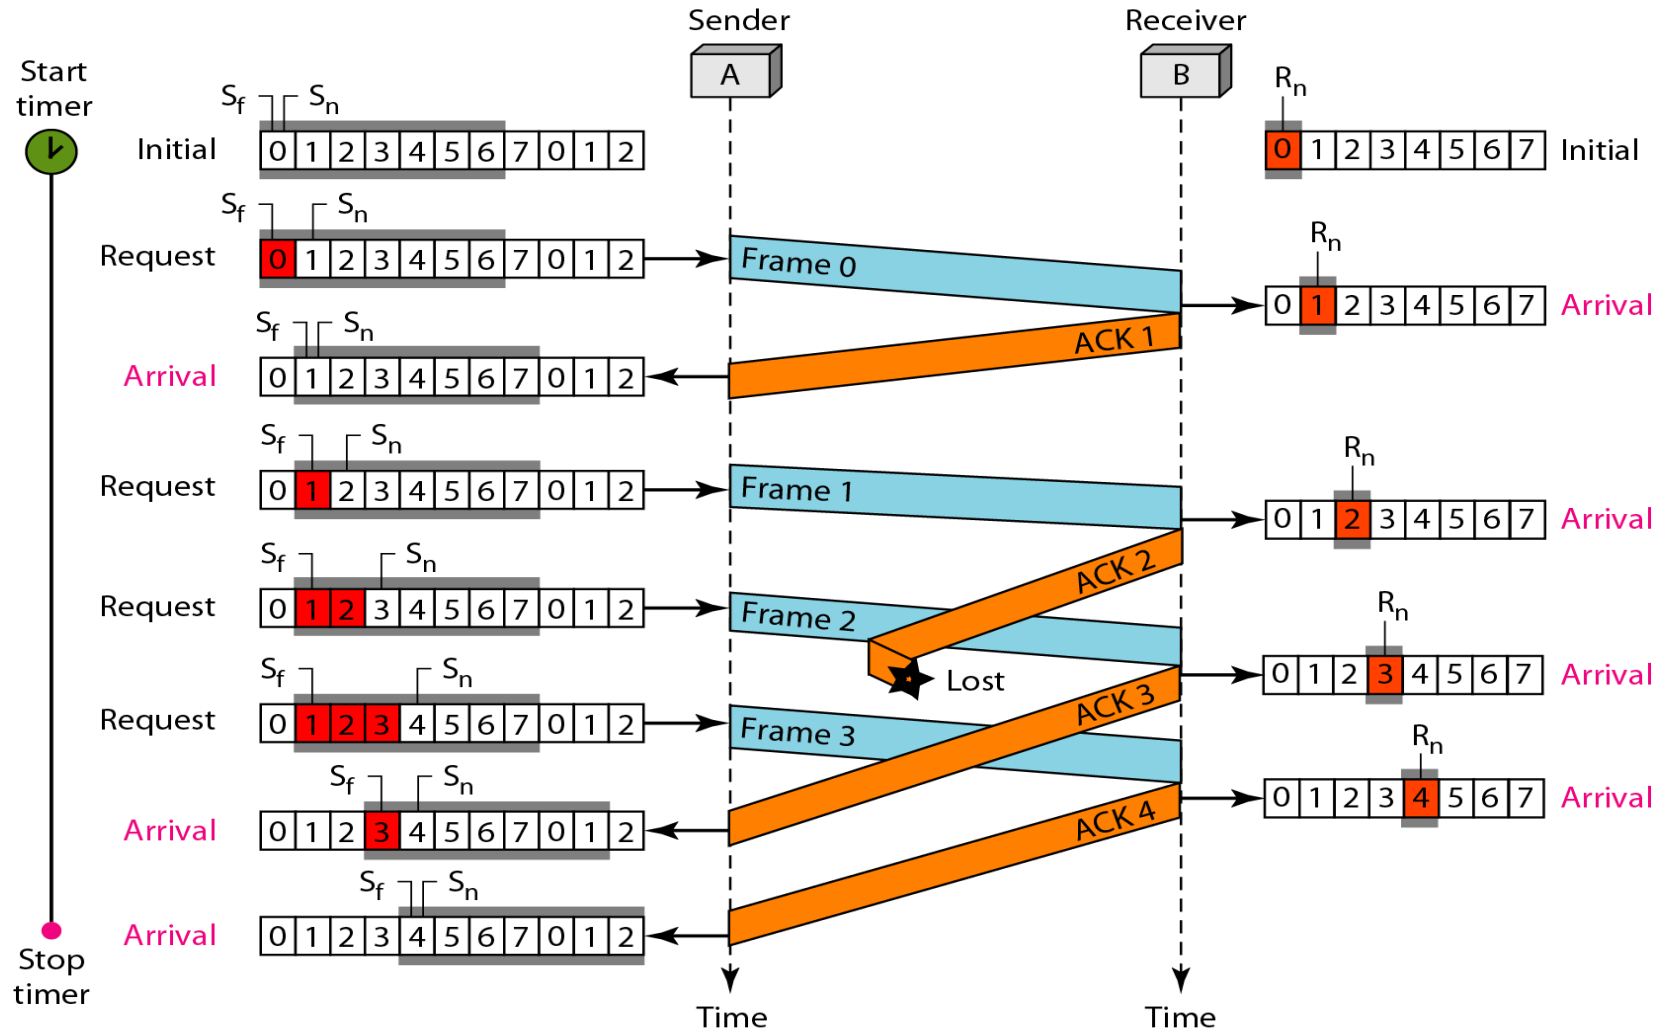 Sender
Receiver
Start
timer
A
B
Sf
Sn
Rn
Initial
0 1 2 3 4 5 6 7 0 1 2
0 1 2 3 4 5 6 7
Initial
Sf
Sn
Request
0 1 2 3 4 5 6 7 0 1 2
Frame 0
Rn
0 1 2 3 4 5 6 7
Arrival
Sf
Sn
ACK 1
Arrival
0 1 2 3 4 5 6 7 0 1 2
Sf
Sn
Request
0 1 2 3 4 5 6 7 0 1 2
Frame 1
Rn
0 1 2 3 4 5 6 7
Arrival
Sf
Sn
ACK 2
Request
0 1 2 3 4 5 6 7 0 1 2
Frame 2
Rn
Lost
0 1 2 3 4 5 6 7
Arrival
Sf
Sn
ACK 3
Request
0 1 2 3 4 5 6 7 0 1 2
Frame 3
Rn
0 1 2 3 4 5 6 7
Arrival
Sf
Sn
ACK 4
Arrival
0 1 2 3 4 5 6 7 0 1 2
Sf
Sn
Arrival
0 1 2 3 4 5 6 7 0 1 2
Stop
timer
Time
Time